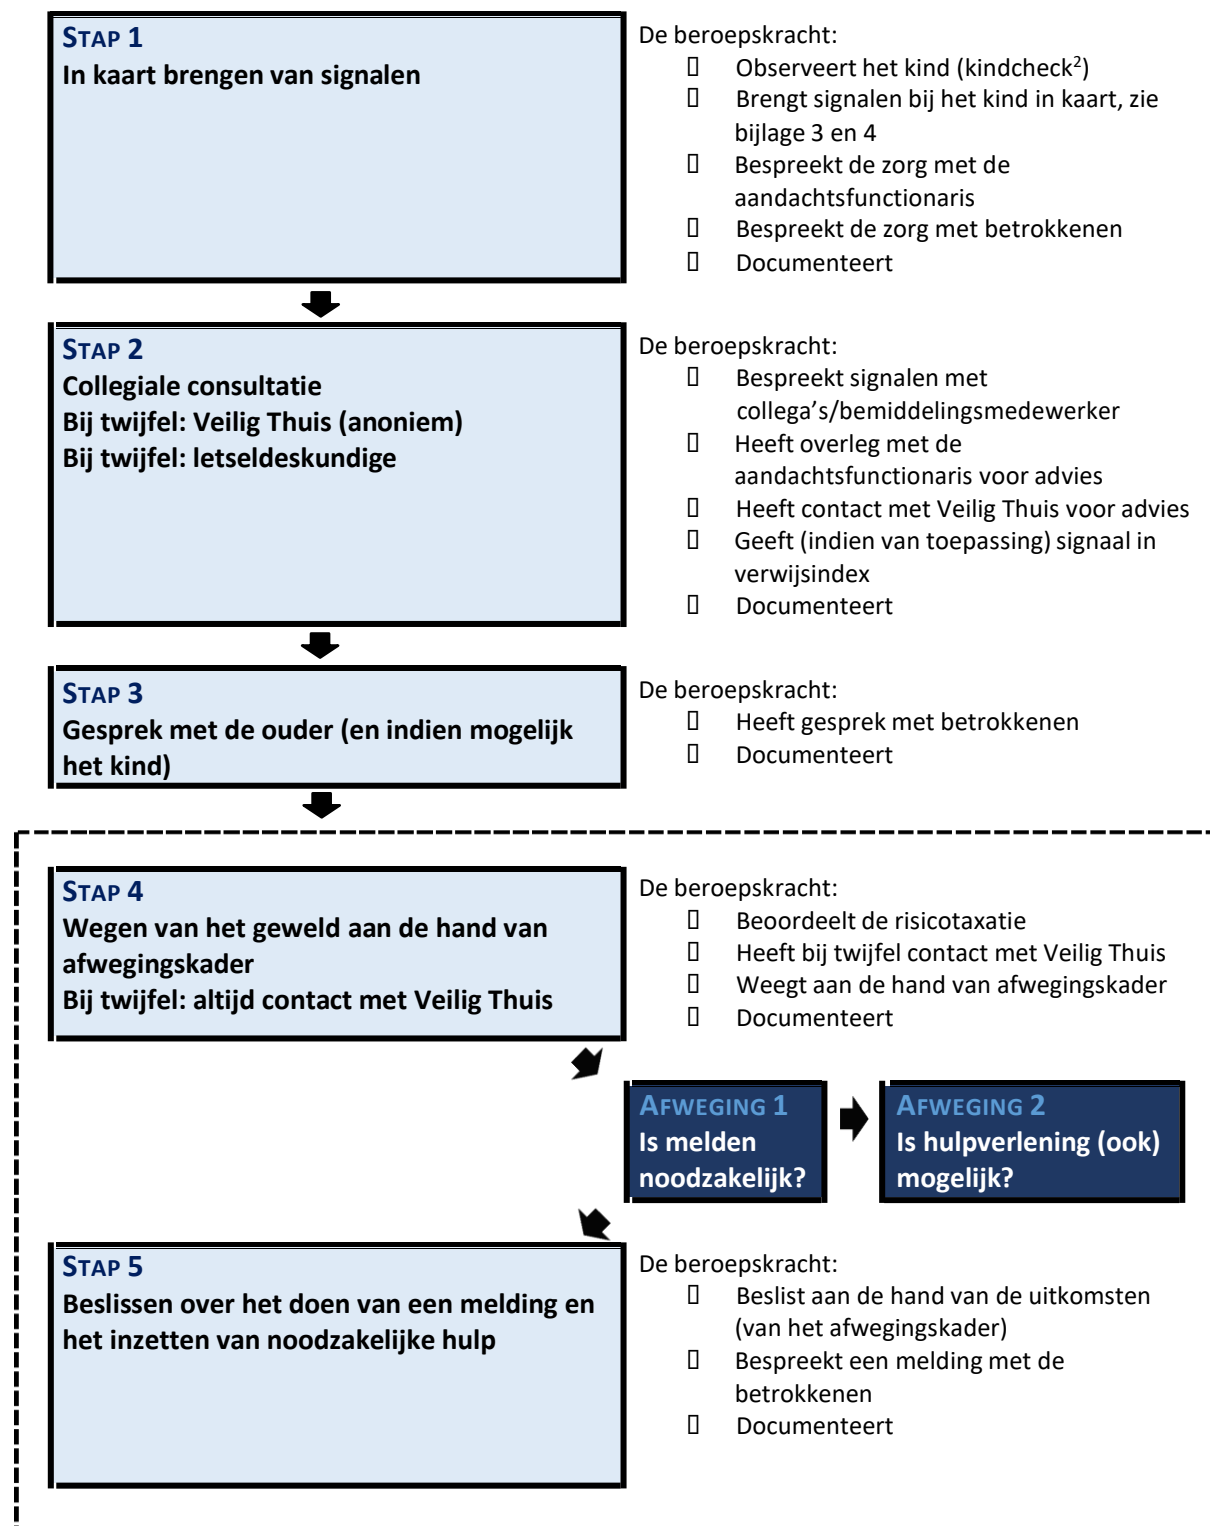 STAP 1
In kaart brengen van signalen
De beroepskracht:
Observeert het kind (kindcheck2)
Brengt signalen bij het kind in kaart, zie
bijlage 3 en 4
Bespreekt de zorg met de
aandachtsfunctionaris
Bespreekt de zorg met betrokkenen
Documenteert
STAP 2
Collegiale consultatie
Bij twijfel: Veilig Thuis (anoniem)
Bij twijfel: letseldeskundige
De beroepskracht:
Bespreekt signalen met
collega’s/bemiddelingsmedewerker
Heeft overleg met de
aandachtsfunctionaris voor advies
Heeft contact met Veilig Thuis voor advies
Geeft (indien van toepassing) signaal in
verwijsindex
Documenteert
STAP 3
Gesprek met de ouder (en indien mogelijk
het kind)
De beroepskracht:
Heeft gesprek met betrokkenen
Documenteert
STAP 4
Wegen van het geweld aan de hand van
afwegingskader
Bij twijfel: altijd contact met Veilig Thuis
De beroepskracht:
Beoordeelt de risicotaxatie
Heeft bij twijfel contact met Veilig Thuis
Weegt aan de hand van afwegingskader
Documenteert
AFWEGING 1
Is melden
noodzakelijk?
AFWEGING 2
Is hulpverlening (ook)
mogelijk?
STAP 5
Beslissen over het doen van een melding en
het inzetten van noodzakelijke hulp
De beroepskracht:
Beslist aan de hand van de uitkomsten
(van het afwegingskader)
Bespreekt een melding met de
betrokkenen
Documenteert